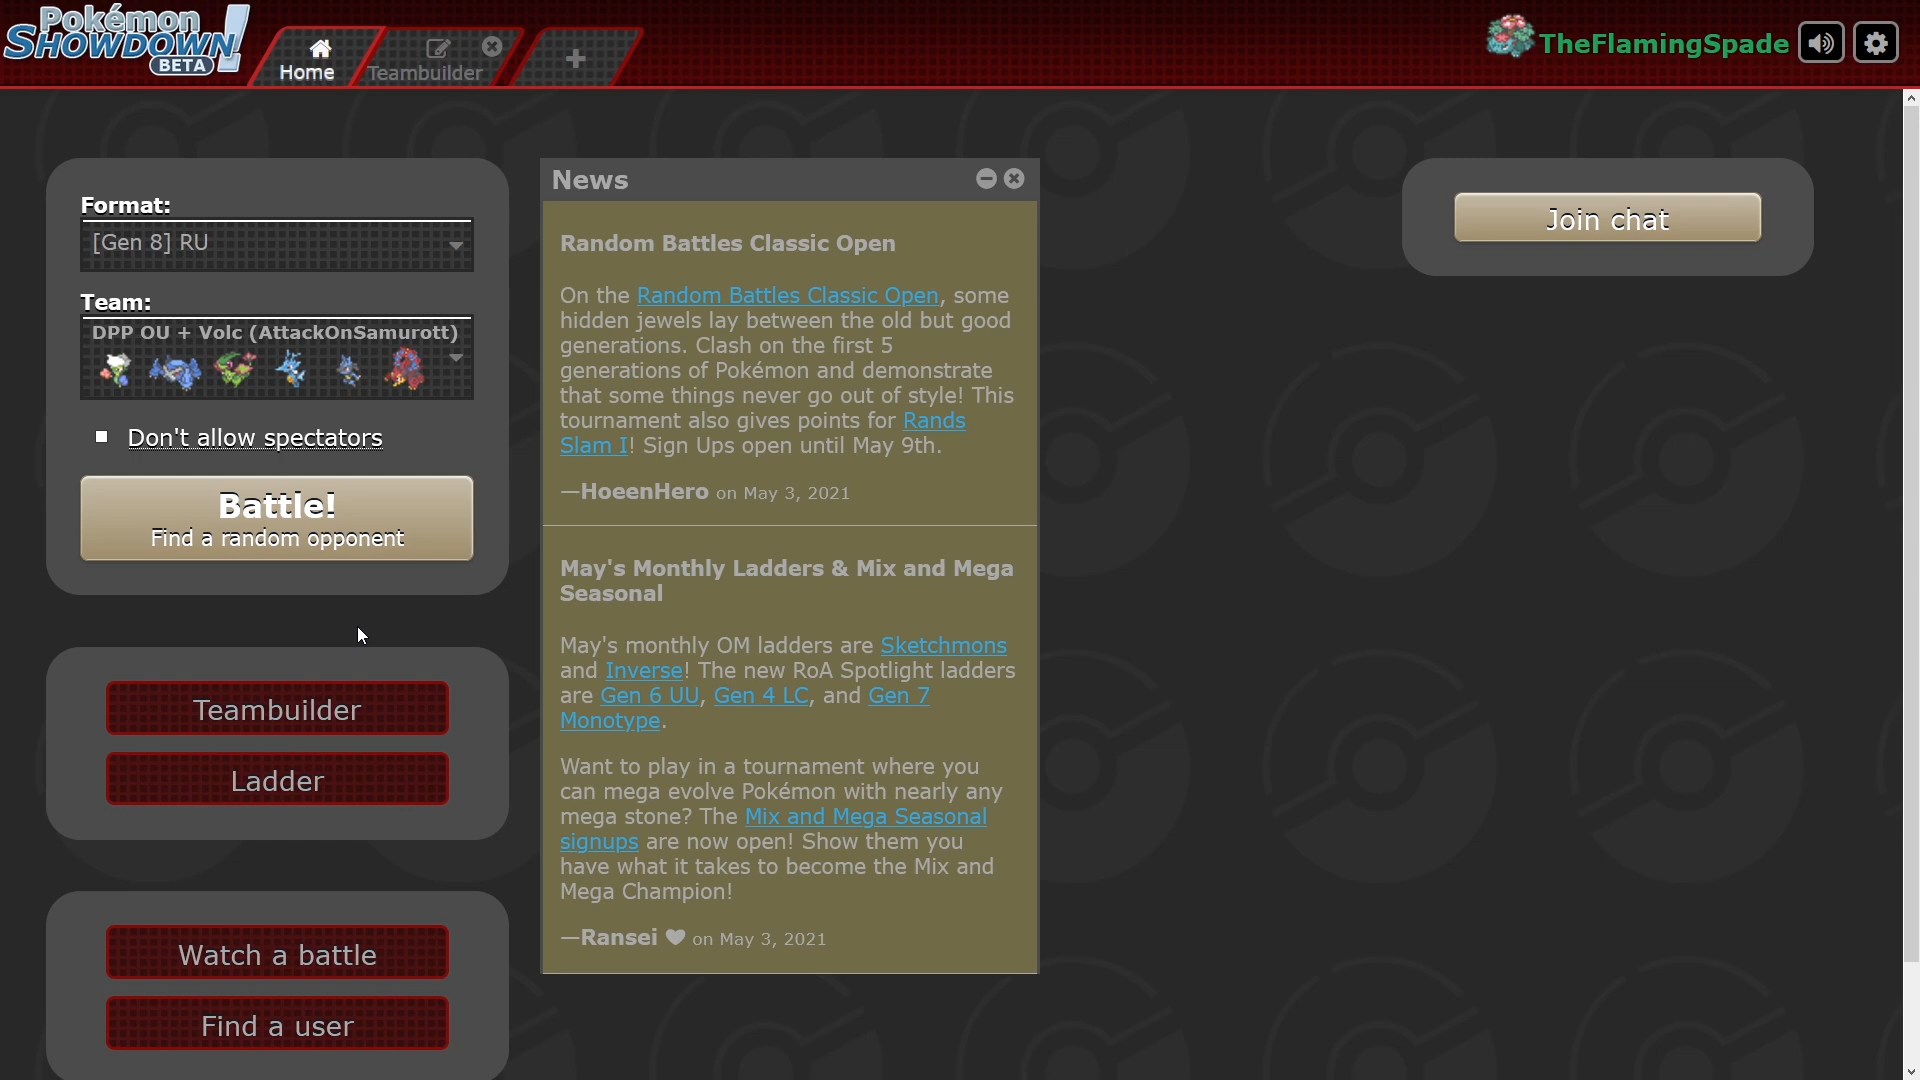 Pokémon
SHOWDOWN!
BETA
Home
Teambuilder
TheFlamingSpade
Format:
[Gen 8] RU
Team:
DPP OU + Volc (AttackOnSamurott)
Don't allow spectators
Battle!
Find a random opponent
Teambuilder
Ladder
Watch a battle
Find a user
News
Random Battles Classic Open
On the Random Battles Classic Open, some
hidden jewels lay between the old but good
generations. Clash on the first 5
generations of Pokémon and demonstrate
that some things never go out of style! This
tournament also gives points for Rands
Slam I! Sign Ups open until May 9th.
—HoeenHero on May 3, 2021
May's Monthly Ladders & Mix and Mega
Seasonal
May's monthly OM ladders are Sketchmons
and Inverse! The new RoA Spotlight ladders
are Gen 6 UU, Gen 4 LC, and Gen 7
Monotype.
Want to play in a tournament where you
can mega evolve Pokémon with nearly any
mega stone? The Mix and Mega Seasonal
signups are now open! Show them you
have what it takes to become the Mix and
Mega Champion!
—Ransei ♥ on May 3, 2021
Join chat